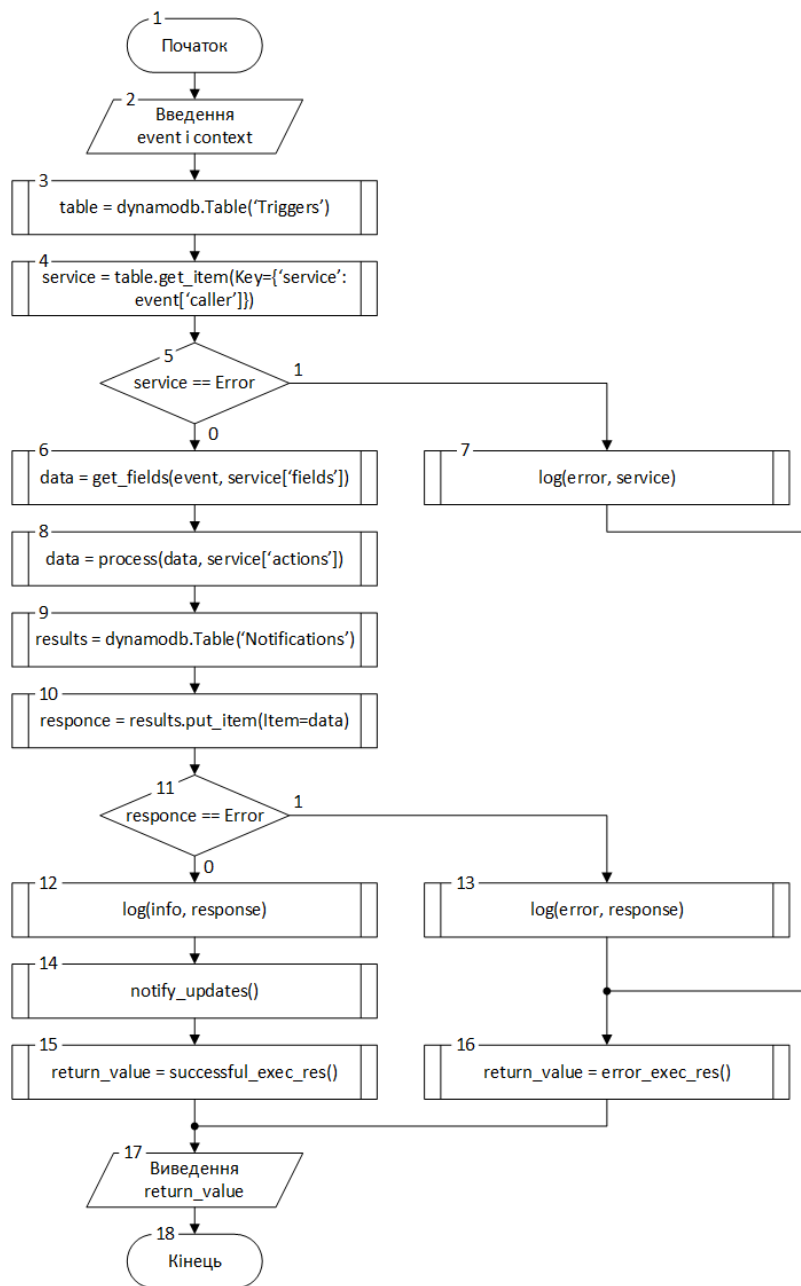 1
Початок
2
Введення
event і context
3
table = dynamodb.Table(‘Triggers’)
4
service = table.get_item(Key={‘service’:
event[‘caller’]})
5
service == Error
1
0
6
data = get_fields(event, service[‘fields’])
7
log(error, service)
8
data = process(data, service[‘actions’])
9
results = dynamodb.Table(‘Notifications’)
10
responce = results.put_item(Item=data)
11
responce == Error
1
0
12
log(info, response)
13
log(error, response)
14
notify_updates()
15
return_value = successful_exec_res()
16
return_value = error_exec_res()
17
Виведення
return_value
18
Кінець